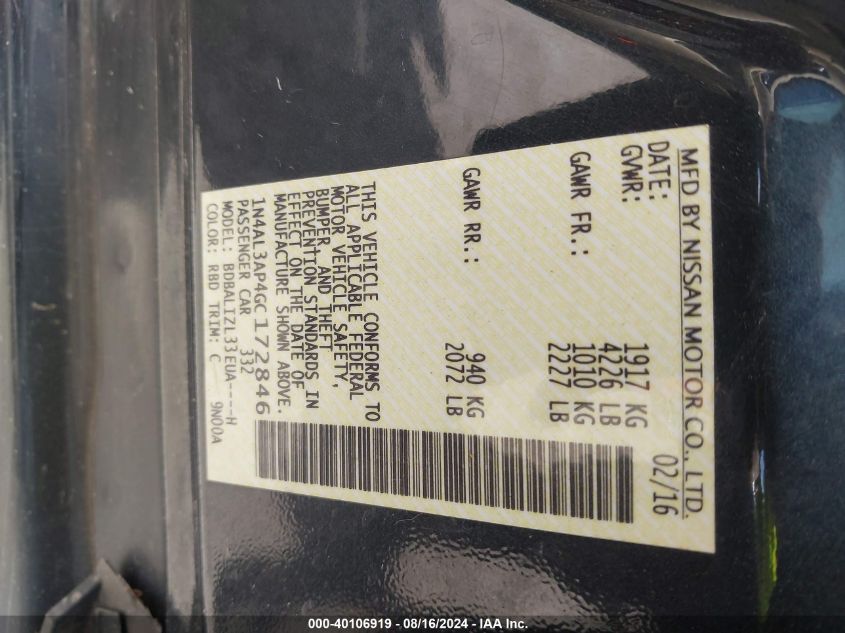 MFD BY NISSAN MOTOR CO., LTD.
DATE: 02/16
GVWR: 1917 KG
4226 LB
GAWR FR.: 1010 KG
2227 LB
GAWR RR.: 940 KG
2072 LB
THIS VEHICLE CONFORMS TO
ALL APPLICABLE FEDERAL
MOTOR VEHICLE SAFETY,
BUMPER, AND THEFT
PREVENTION STANDARDS IN
EFFECT ON THE DATE OF
MANUFACTURE SHOWN ABOVE.
1N4AL3AP4GC172846
PASSENGER CAR 332
MODEL: BDBALIZL33EUA----H
COLOR: RBD TRIM: C 9N00A
000-40106919 - 08/16/2024 - IAA Inc.